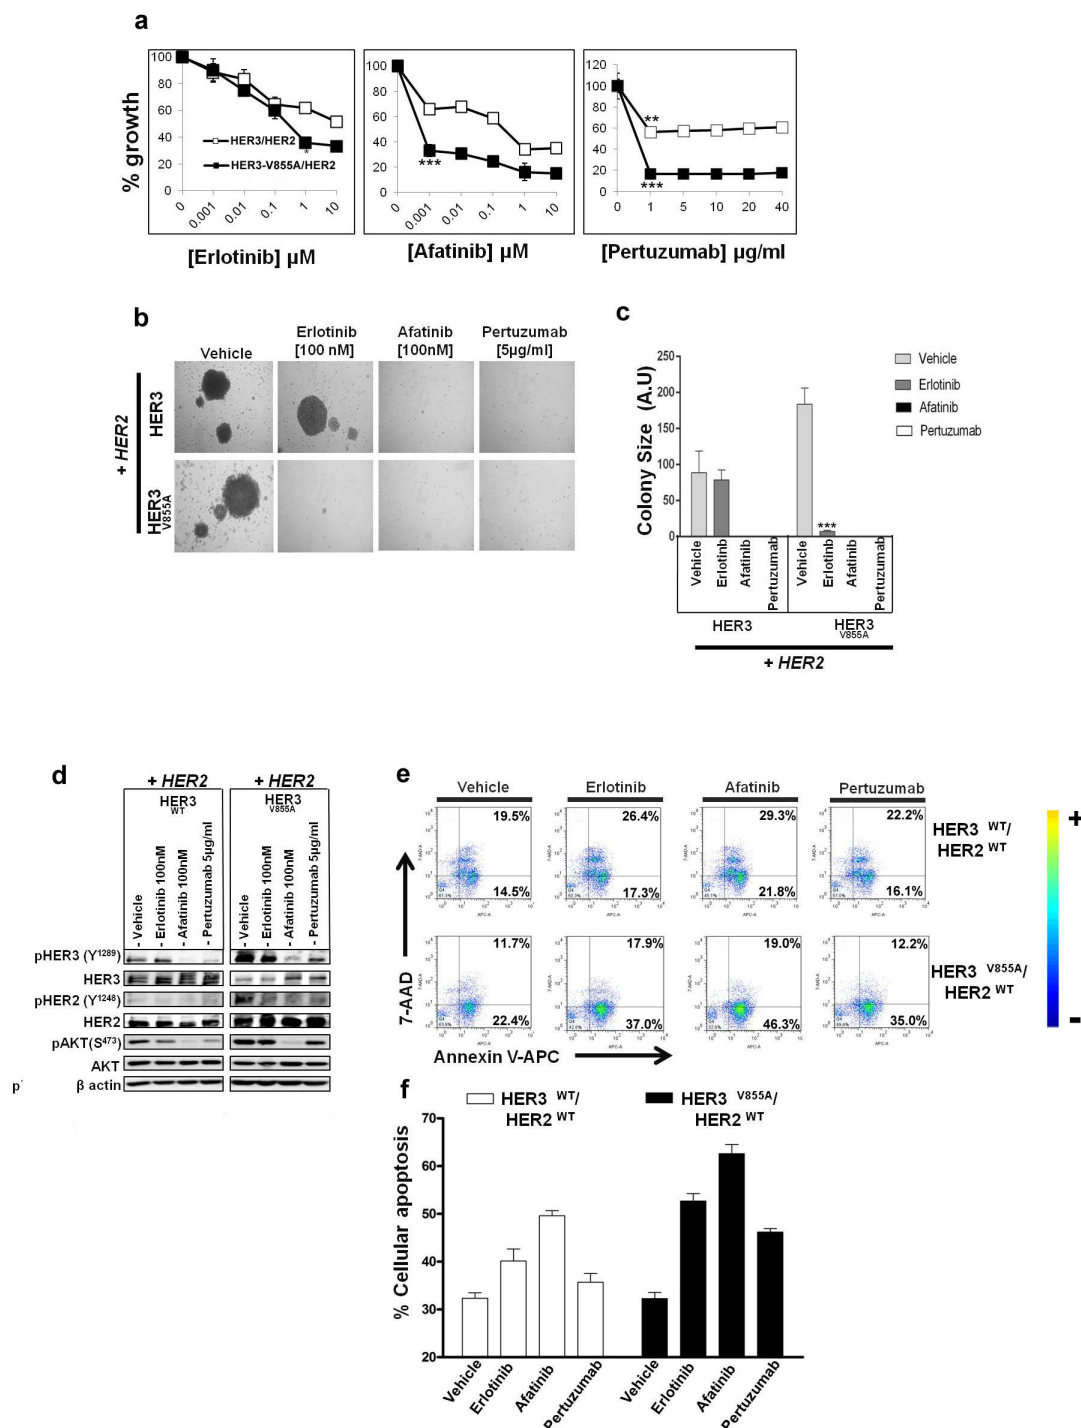 a
% growth
100
80
60
40
20
0
HER3/HER2
HER3-V855A/HER2
*
0
0.001
0.01
0.1
1
10
[Erlotinib] µM
100
80
60
40
20
0
***
0
0.001
0.01
0.1
1
10
[Afatinib] µM
120
100
80
60
40
20
0
**
***
0
1
5
10
20
40
[Pertuzumab] µg/ml
b
Vehicle
Erlotinib
[100 nM]
Afatinib
[100nM]
Pertuzumab
[5µg/ml]
+ HER2
HER3
HER3
V855A
c
Colony Size (A.U)
250
200
150
100
50
0
Vehicle
Erlotinib
Afatinib
Pertuzumab
***
Vehicle
Erlotinib
Afatinib
Pertuzumab
Vehicle
Erlotinib
Afatinib
Pertuzumab
HER3
HER3
V855A
+ HER2
d
+ HER2
+ HER2
HER3
WT
HER3
V855A
- Vehicle
- Erlotinib 100nM
- Afatinib 100nM
- Pertuzumab 5µg/ml
- Vehicle
- Erlotinib 100nM
- Afatinib 100nM
- Pertuzumab 5µg/ml
pHER3 (Y1289)
HER3
pHER2 (Y1248)
HER2
pAKT(S473)
AKT
p´
β actin
e
Vehicle
Erlotinib
Afatinib
Pertuzumab
19.5%
14.5%
26.4%
17.3%
29.3%
21.8%
22.2%
16.1%
HER3 WT/
HER2 WT
11.7%
22.4%
17.9%
37.0%
19.0%
46.3%
12.2%
35.0%
HER3 V855A/
HER2 WT
7-AAD
Annexin V-APC
+
-
f
HER3 WT/
HER2 WT
HER3 V855A/
HER2 WT
% Cellular apoptosis
70
60
50
40
30
20
Vehicle
Erlotinib
Afatinib
Pertuzumab
Vehicle
Erlotinib
Afatinib
Pertuzumab